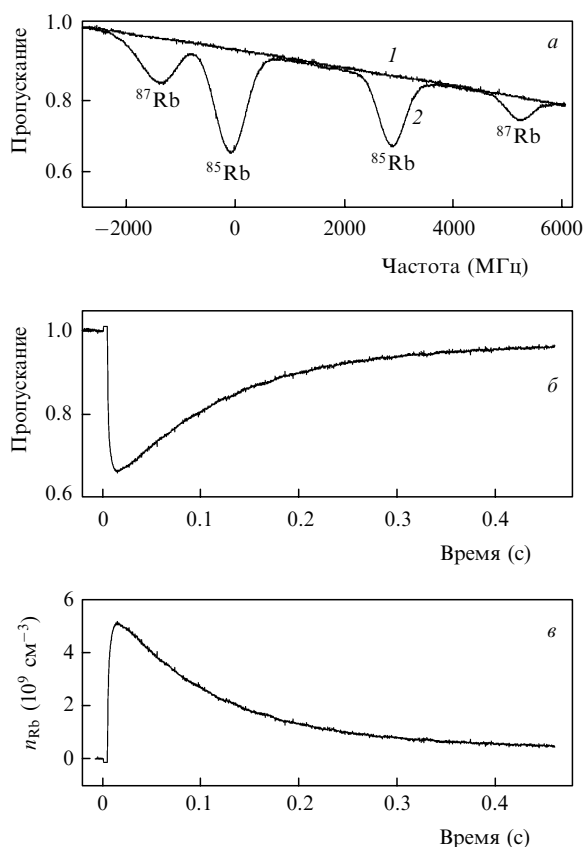 1.0
0.8
0.6
Пропускание
1
а
2
⁸⁷Rb
⁸⁵Rb
⁸⁵Rb
⁸⁷Rb
−2000 0 2000 4000 6000
Частота (МГц)
1.0
0.8
0.6
Пропускание
б
0 0.1 0.2 0.3 0.4
Время (с)
6
4
2
0
n_Rb (10⁹ см⁻³)
в
0 0.1 0.2 0.3 0.4
Время (с)